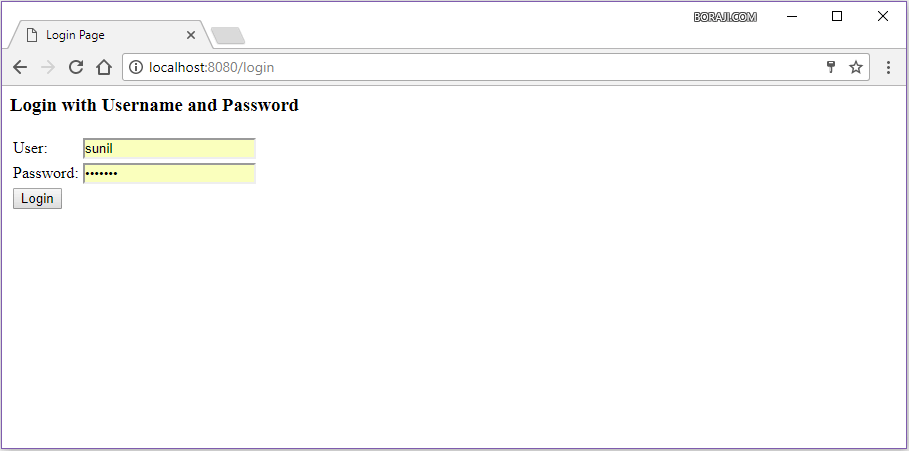 BORAJI.COM
Login Page
localhost:8080/login
Login with Username and Password
User: sunil
Password: •••••••
Login